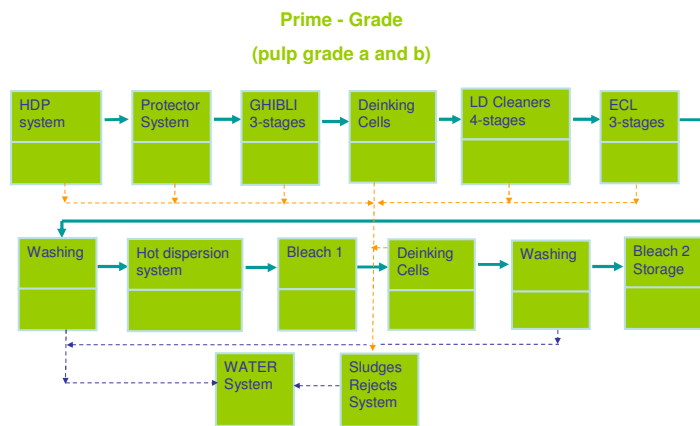 Prime - Grade
(pulp grade a and b)
HDP
system
Protector
System
GHIBLI
3-stages
Deinking
Cells
LD Cleaners
4-stages
ECL
3-stages
Washing
Hot dispersion
system
Bleach 1
Deinking
Cells
Washing
Bleach 2
Storage
WATER
System
Sludges
Rejects
System